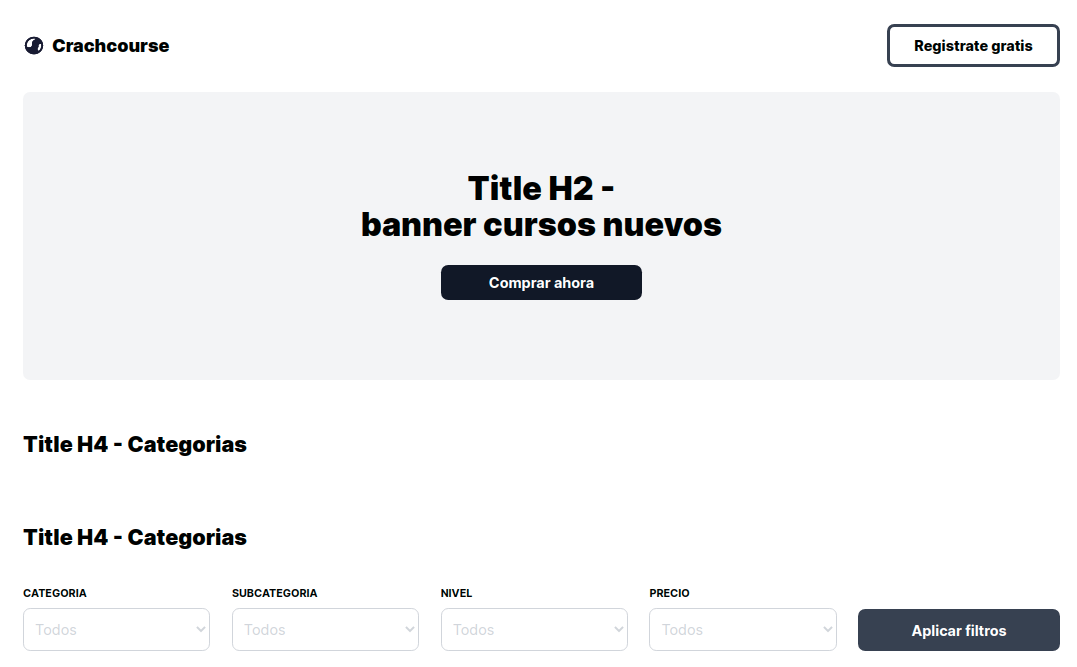 Crachcourse
Registrate gratis
Title H2 -
banner cursos nuevos
Comprar ahora
Title H4 - Categorias
Title H4 - Categorias
CATEGORIA
SUBCATEGORIA
NIVEL
PRECIO
Todos
Todos
Todos
Todos
Aplicar filtros